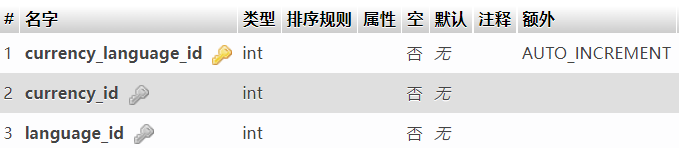 # 名字 类型 排序规则 属性 空 默认 注释 额外
1 currency_language_id int 否 无 AUTO_INCREMENT
2 currency_id int 否 无
3 language_id int 否 无